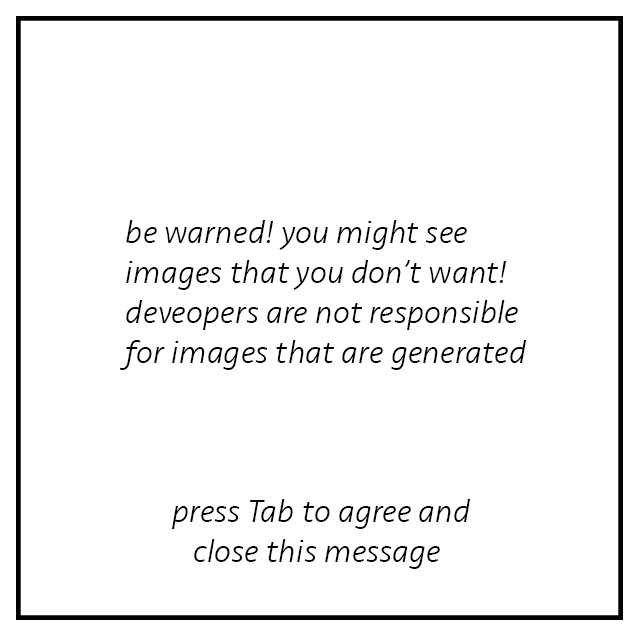 be warned! you might see
images that you don't want!
deveopers are not responsible
for images that are generated
press Tab to agree and
close this message